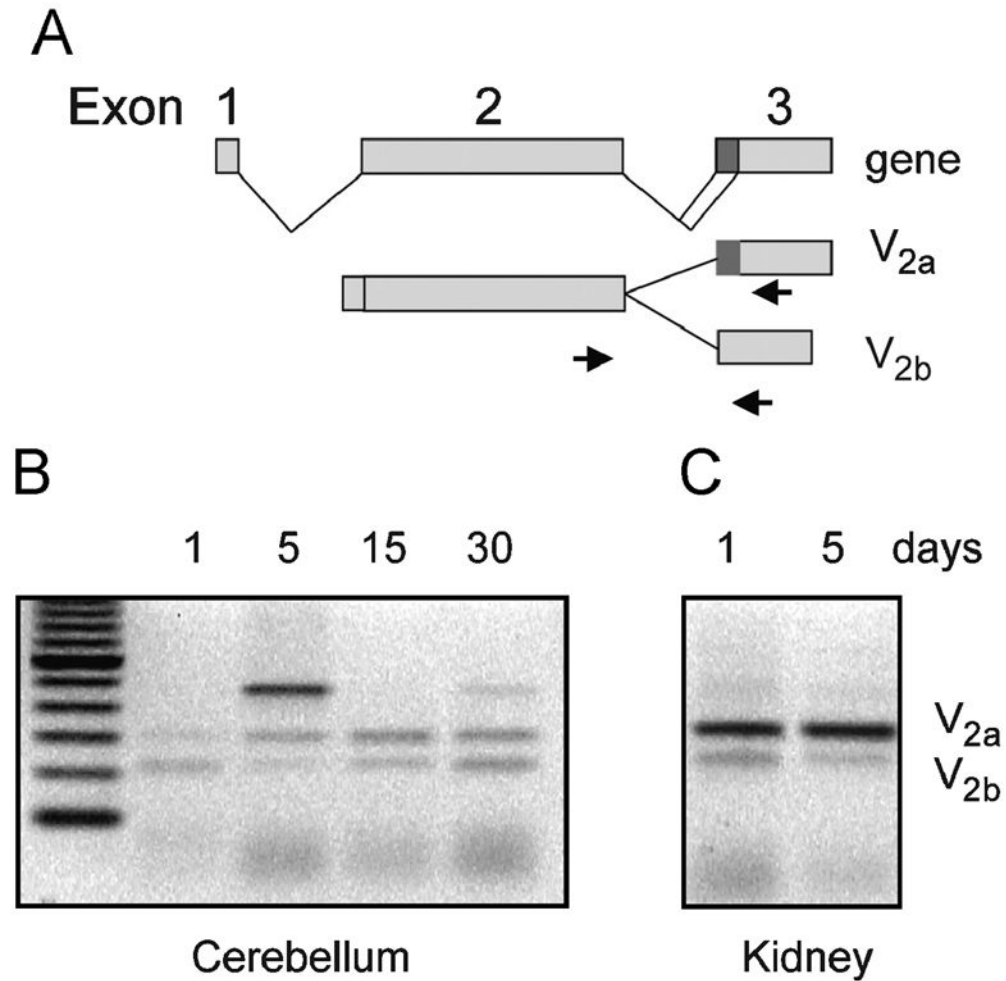 A
Exon 1 2 3
gene
V2a
V2b
B
C
1 5 15 30
1 5 days
V2a
V2b
Cerebellum
Kidney